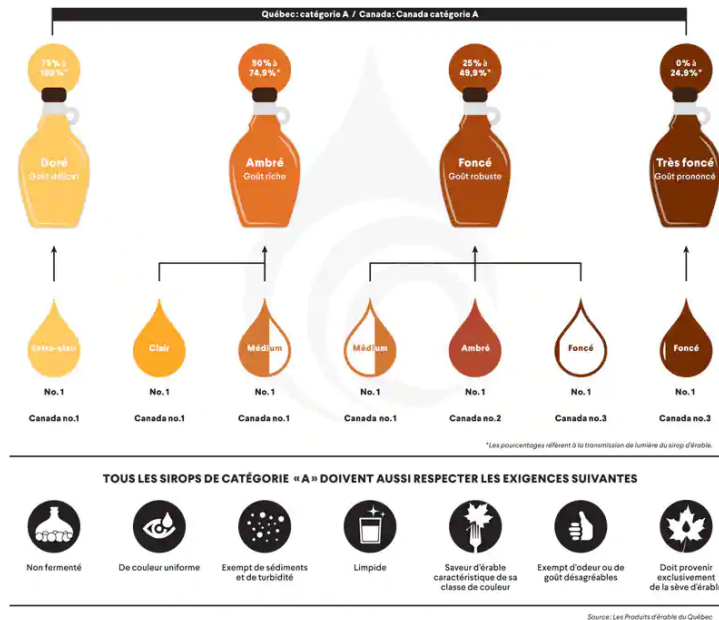 Québec: catégorie A / Canada: Canada catégorie A
75% à
100%*
50% à
74,9%*
25% à
49,9%*
0% à
24,9%*
Doré
Goût délicat
Ambré
Goût riche
Foncé
Goût robuste
Très foncé
Goût prononcé
Extra-clair
Clair
Médium
Médium
Ambré
Foncé
Foncé
No. 1
No. 1
No. 1
No. 1
No. 1
No. 1
No. 1
Canada no.1
Canada no.1
Canada no.1
Canada no.1
Canada no.2
Canada no.3
Canada no.3
*Les pourcentages réfèrent à la transmission de lumière du sirop d'érable.
TOUS LES SIROPS DE CATÉGORIE «A» DOIVENT AUSSI RESPECTER LES EXIGENCES SUIVANTES
Non fermenté
De couleur uniforme
Exempt de sédiments
et de turbidité
Limpide
Saveur d'érable
caractéristique de sa
classe de couleur
Exempt d'odeur ou de
goût désagréables
Doit provenir
exclusivement
de la sève d'érable
Source: Les Produits d'érable du Québec